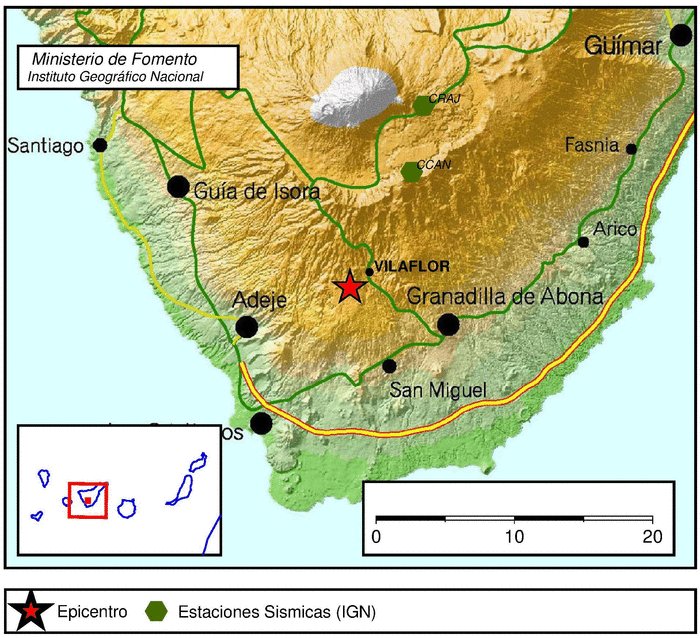 Ministerio de Fomento
Instituto Geográfico Nacional
Güímar
CRAJ
Santiago
Fasnia
CCAN
Guía de Isora
Arico
VILAFLOR
Adeje
Granadilla de Abona
San Miguel
os
0 10 20
Epicentro
Estaciones Sismicas (IGN)